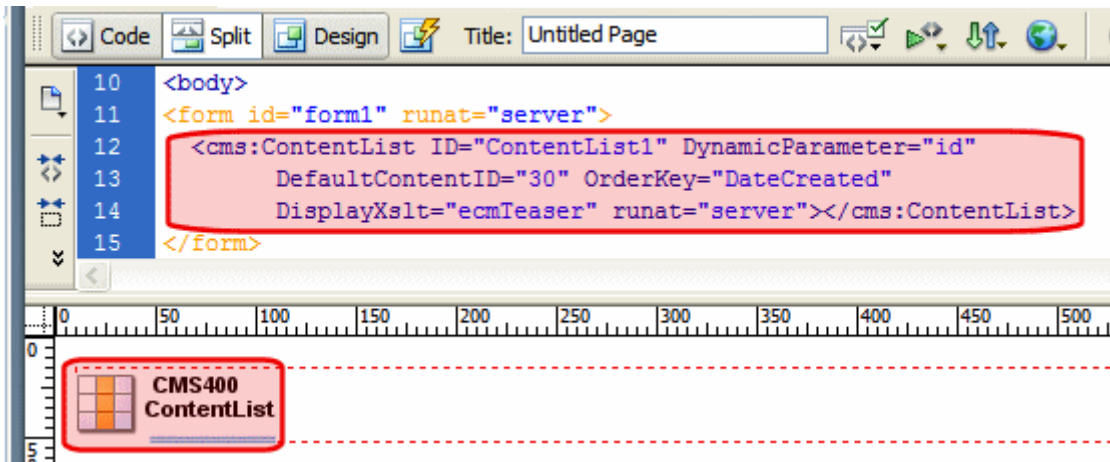 Code Split Design Title: Untitled Page
10 <body>
11 <form id="form1" runat="server">
12 <cms:ContentList ID="ContentList1" DynamicParameter="id"
13 DefaultContentID="30" OrderKey="DateCreated"
14 DisplayXslt="ecmTeaser" runat="server"></cms:ContentList>
15 </form>
0 50 100 150 200 250 300 350 400 450 500
0
CMS400
ContentList
5